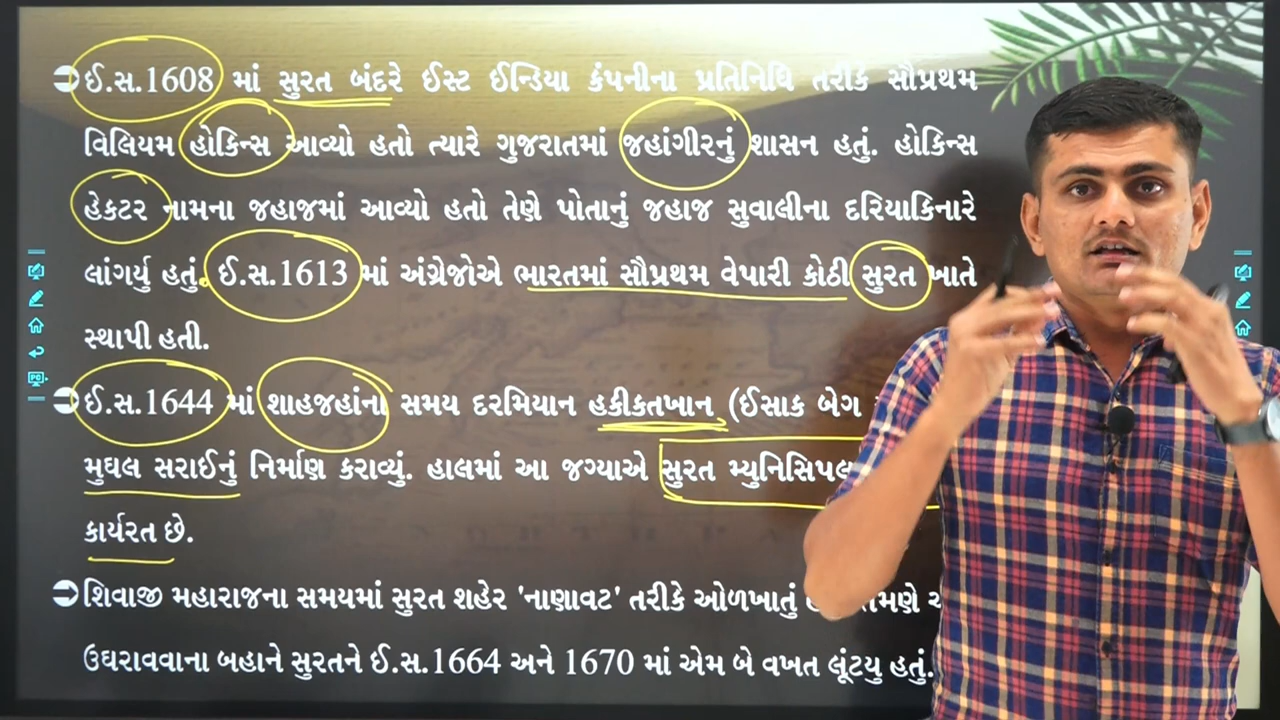 ઈ.સ.1608 માં સુરત બંદરે ઈસ્ટ ઈન્ડિયા કંપનીના પ્રતિનિધિ તરીકે સૌપ્રથમ
વિલિયમ હોકિન્સ આવ્યો હતો ત્યારે ગુજરાતમાં જહાંગીરનું શાસન હતું. હોકિન્સ
હેકટર નામના જહાજમાં આવ્યો હતો તેણે પોતાનું જહાજ સુવાલીના દરિયાકિનારે
લાંગર્યુ હતું. ઈ.સ.1613 માં અંગ્રેજોએ ભારતમાં સૌપ્રથમ વેપારી કોઠી સુરત ખાતે
સ્થાપી હતી.
ઈ.સ.1644 માં શાહજહાંના સમય દરમિયાન હકીકતખાન (ઈસાક બેગ
મુઘલ સરાઈનું નિર્માણ કરાવ્યું. હાલમાં આ જગ્યાએ સુરત મ્યુનિસિપલ
કાર્યરત છે.
શિવાજી મહારાજના સમયમાં સુરત શહેર 'નાણાવટ' તરીકે ઓળખાતું
ઉઘરાવવાના બહાને સુરતને ઈ.સ.1664 અને 1670 માં એમ બે વખત લૂંટયુ હતું.